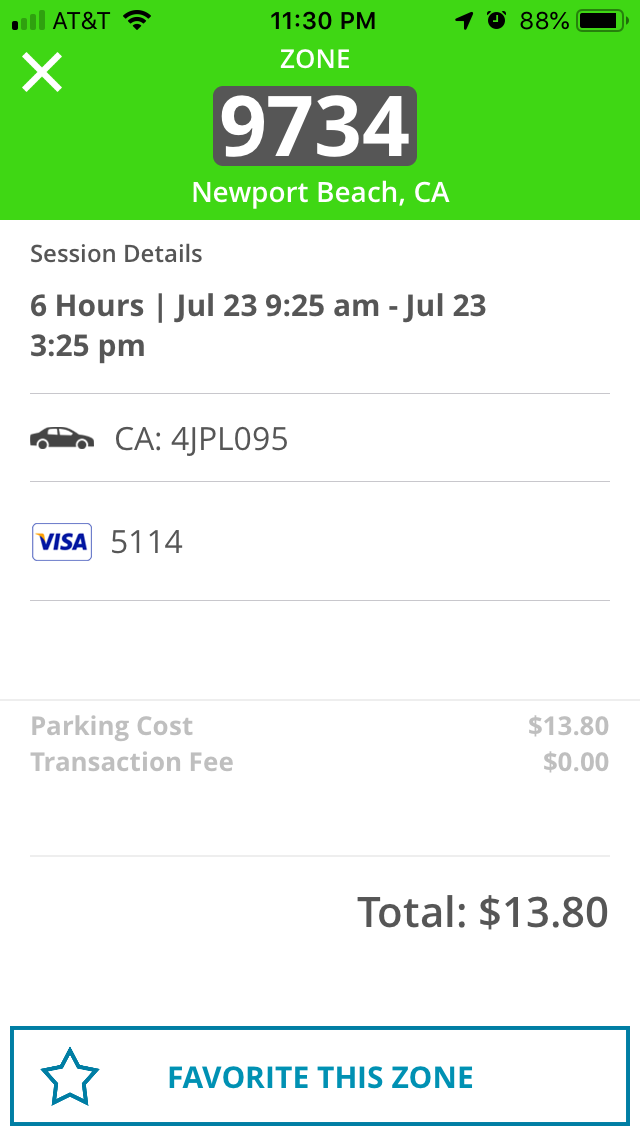 AT&T 11:30 PM 88%
ZONE
9734
Newport Beach, CA
Session Details
6 Hours | Jul 23 9:25 am - Jul 23
3:25 pm
CA: 4JPL095
VISA 5114
Parking Cost $13.80
Transaction Fee $0.00
Total: $13.80
FAVORITE THIS ZONE